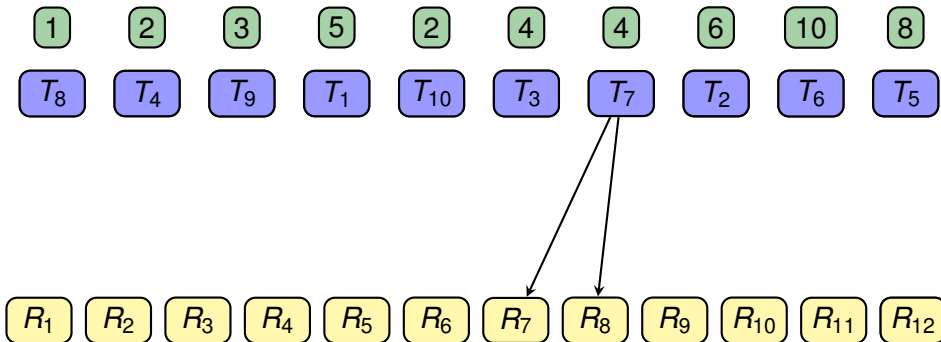 1 2 3 5 2 4 4 6 10 8
T₈ T₄ T₉ T₁ T₁₀ T₃ T₇ T₂ T₆ T₅
R₁ R₂ R₃ R₄ R₅ R₆ R₇ R₈ R₉ R₁₀ R₁₁ R₁₂